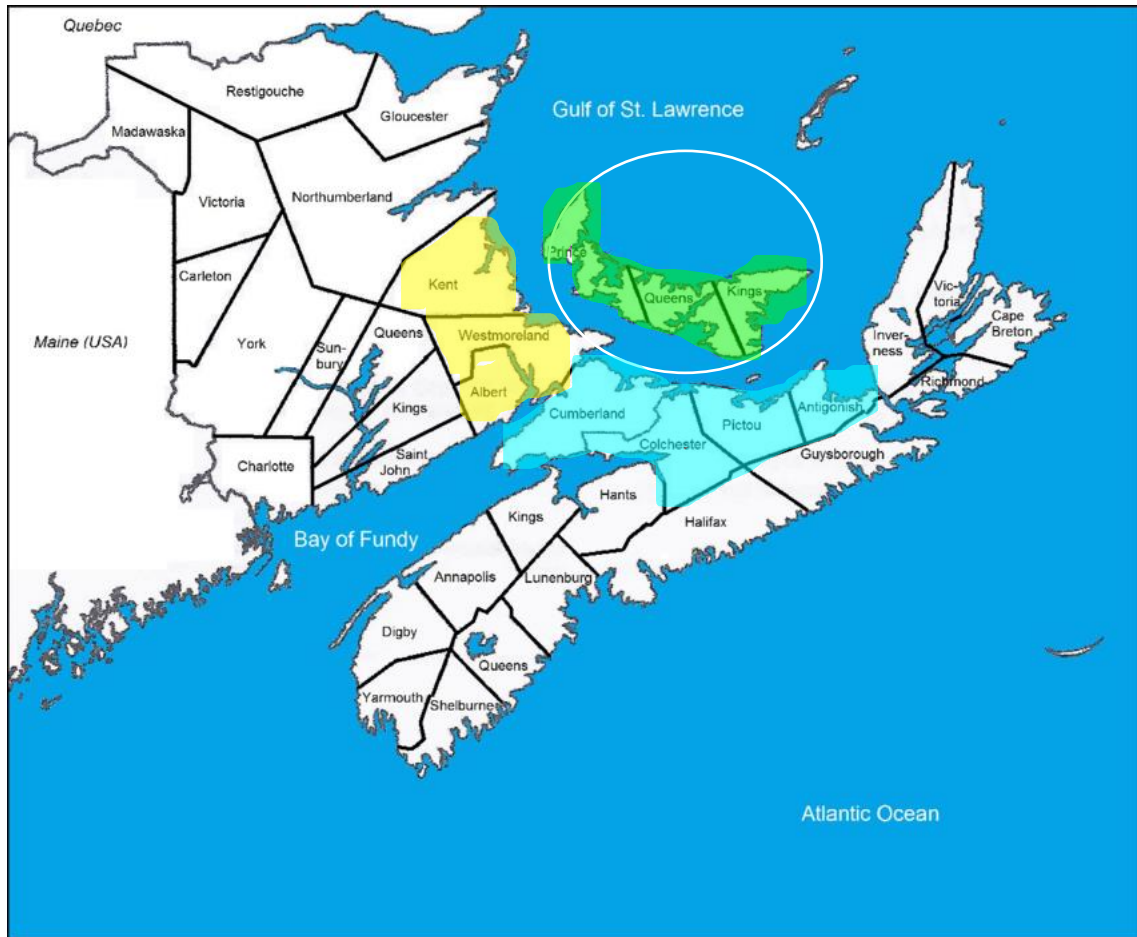 Quebec
Restigouche
Gloucester
Madawaska
Gulf of St. Lawrence
Victoria
Northumberland
Carleton
Prince
Kent
Queens
Kings
Vic-
toria
Cape
Breton
Inver-
ness
Richmond
Maine (USA)
York
Sun-
bury
Queens
Westmoreland
Albert
Kings
Saint
John
Charlotte
Cumberland
Colchester
Pictou
Antigonish
Guysborough
Hants
Halifax
Kings
Bay of Fundy
Annapolis
Lunenburg
Digby
Queens
Yarmouth
Shelburne
Atlantic Ocean